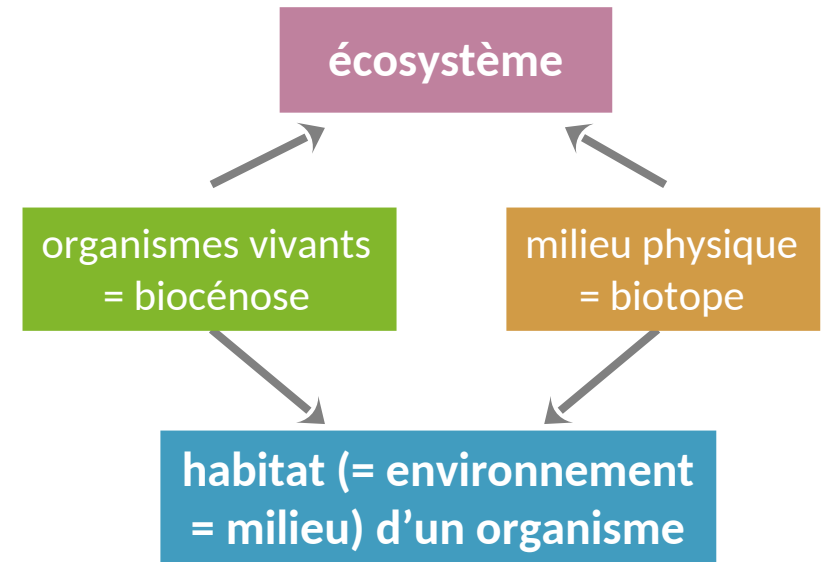 écosystème
organismes vivants
= biocénose
milieu physique
= biotope
habitat (= environnement
= milieu) d’un organisme